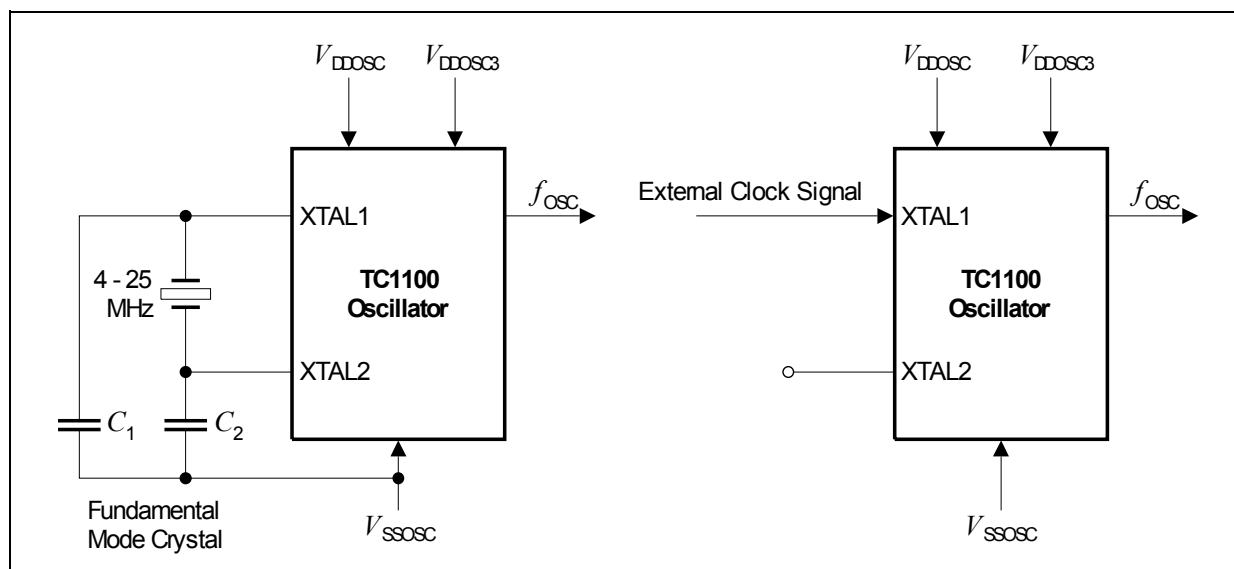 VDDOSC VDDOSC3
fOSC
XTAL1
4 - 25
MHz
TC1100
Oscillator
XTAL2
C1 C2
Fundamental
Mode Crystal
VSSOSC
VDDOSC VDDOSC3
External Clock Signal
fOSC
XTAL1
TC1100
Oscillator
XTAL2
VSSOSC